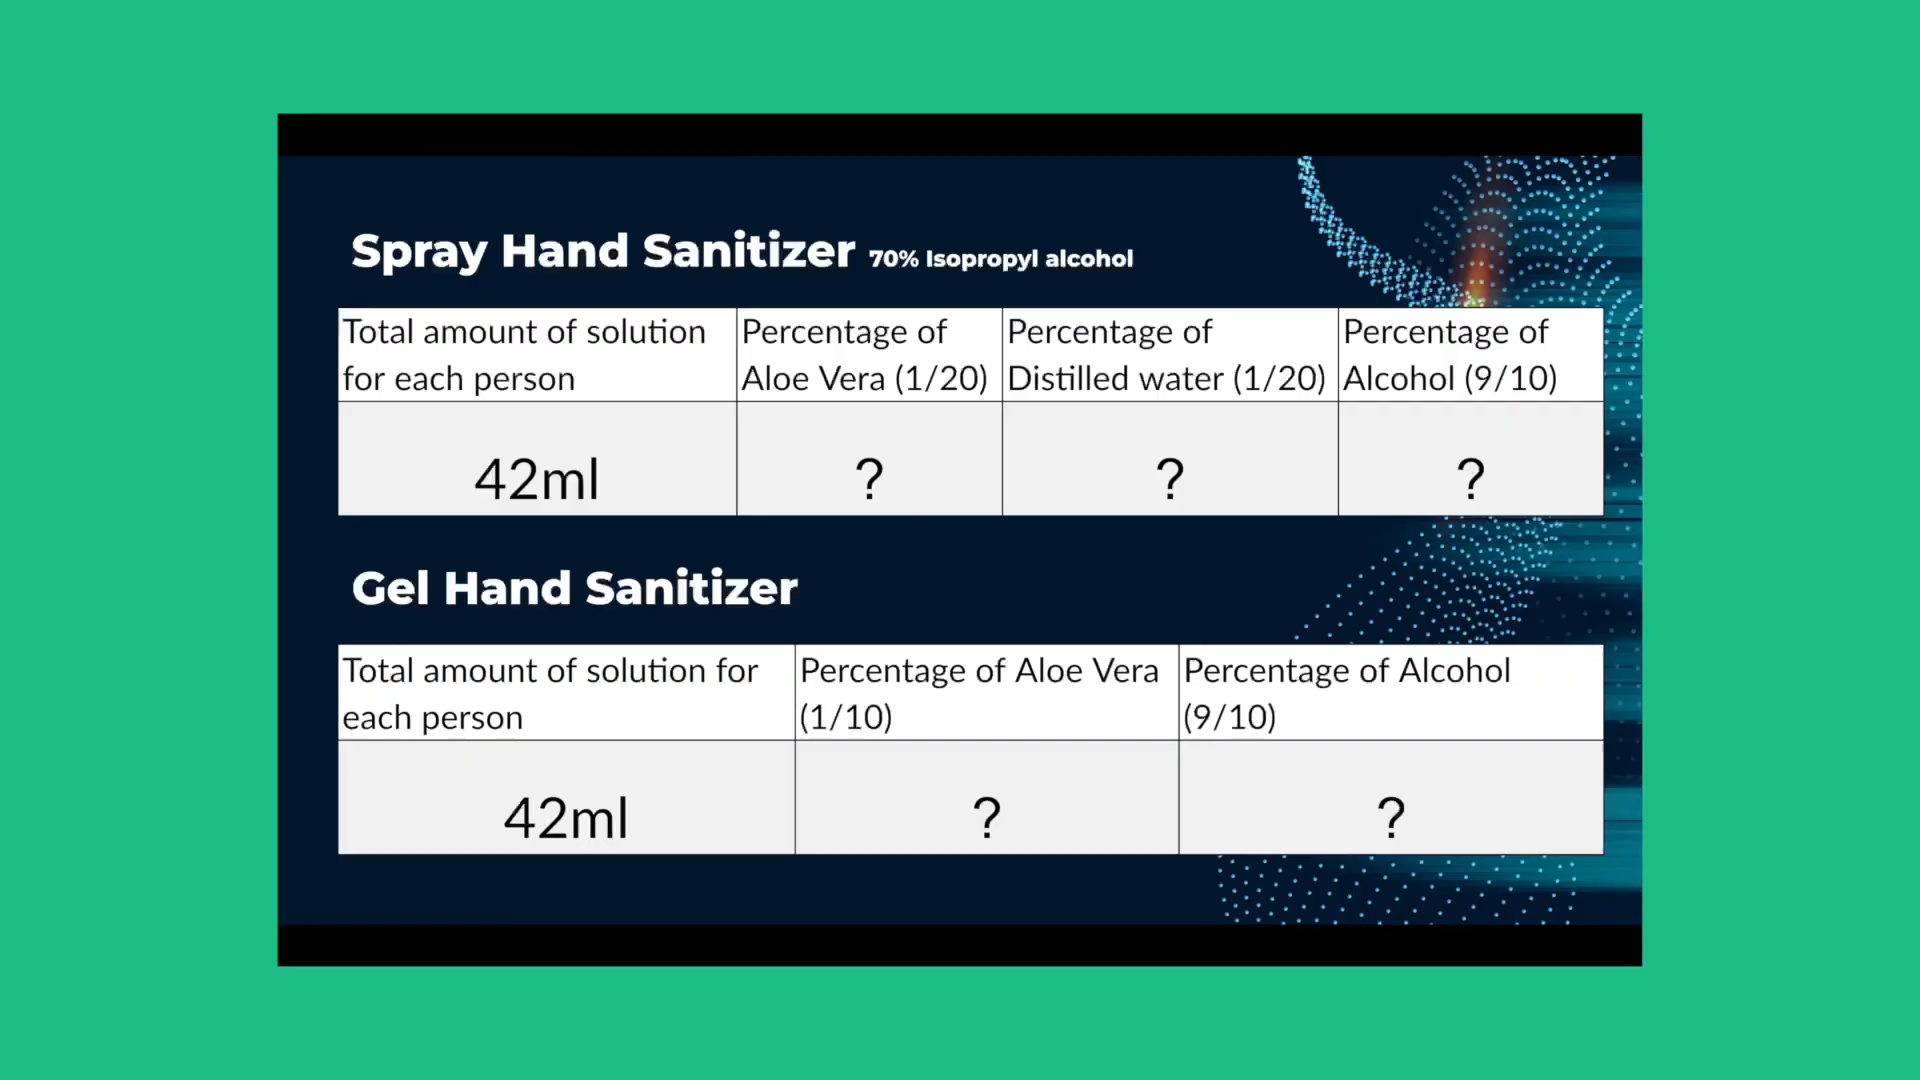 Spray Hand Sanitizer 70% Isopropyl alcohol
Total amount of solution
for each person
Percentage of
Aloe Vera (1/20)
Percentage of
Distilled water (1/20)
Percentage of
Alcohol (9/10)
42ml
?
?
?
Gel Hand Sanitizer
Total amount of solution for
each person
Percentage of Aloe Vera
(1/10)
Percentage of Alcohol
(9/10)
42ml
?
?